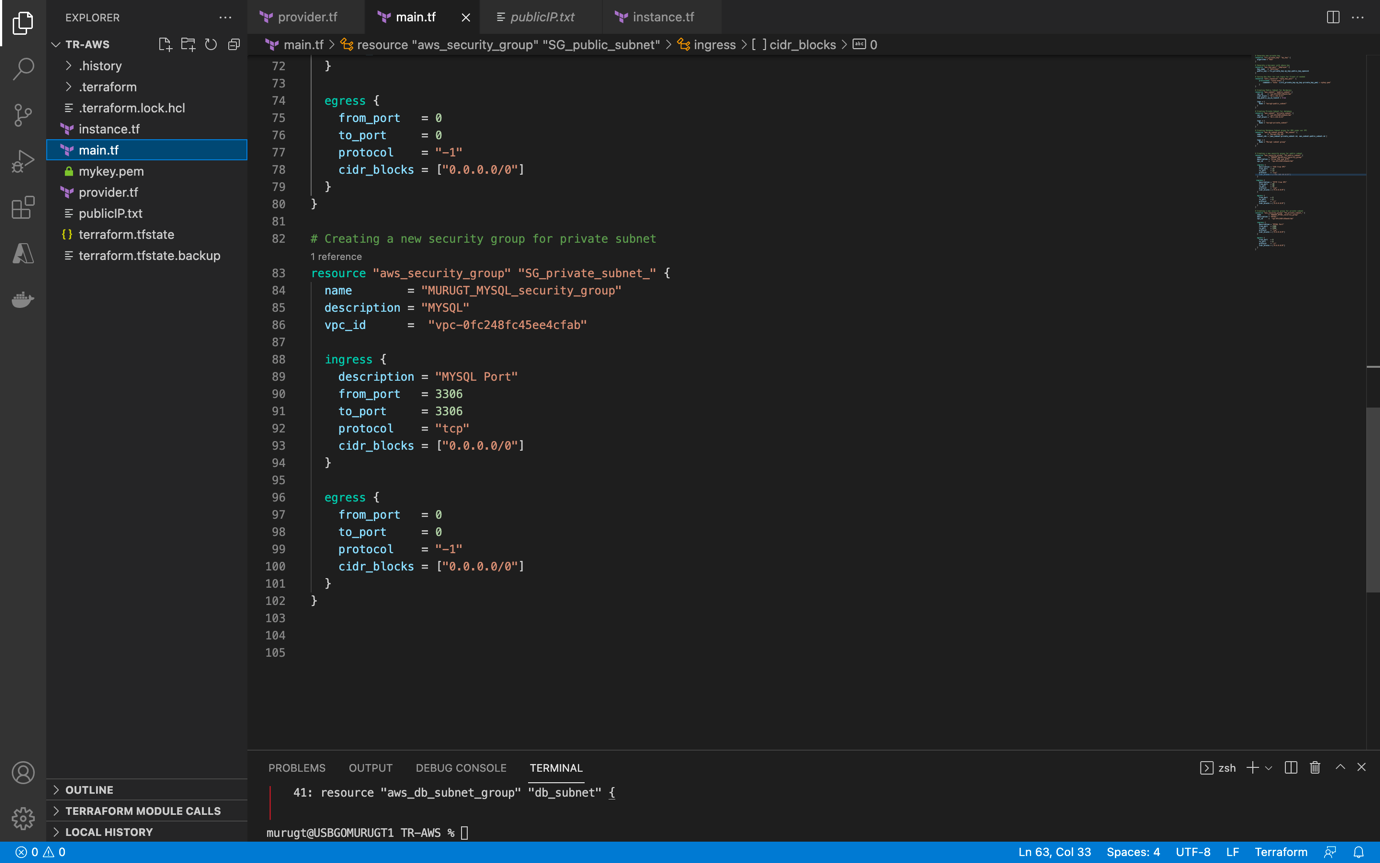 EXPLORER
TR-AWS
.history
.terraform
.terraform.lock.hcl
instance.tf
main.tf
mykey.pem
provider.tf
publicIP.txt
terraform.tfstate
terraform.tfstate.backup
OUTLINE
TERRAFORM MODULE CALLS
LOCAL HISTORY
provider.tf main.tf publicIP.txt instance.tf
main.tf > resource "aws_security_group" "SG_public_subnet" > ingress > [ ] cidr_blocks > abc 0
72 }
73
74 egress {
75 from_port = 0
76 to_port = 0
77 protocol = "-1"
78 cidr_blocks = ["0.0.0.0/0"]
79 }
80 }
81
82 # Creating a new security group for private subnet
1 reference
83 resource "aws_security_group" "SG_private_subnet_" {
84 name = "MURUGT_MYSQL_security_group"
85 description = "MYSQL"
86 vpc_id = "vpc-0fc248fc45ee4cfab"
87
88 ingress {
89 description = "MYSQL Port"
90 from_port = 3306
91 to_port = 3306
92 protocol = "tcp"
93 cidr_blocks = ["0.0.0.0/0"]
94 }
95
96 egress {
97 from_port = 0
98 to_port = 0
99 protocol = "-1"
100 cidr_blocks = ["0.0.0.0/0"]
101 }
102 }
103
104
105
PROBLEMS OUTPUT DEBUG CONSOLE TERMINAL zsh
41: resource "aws_db_subnet_group" "db_subnet" {
murugt@USBGOMURUGT1 TR-AWS %
0 0 Ln 63, Col 33 Spaces: 4 UTF-8 LF Terraform